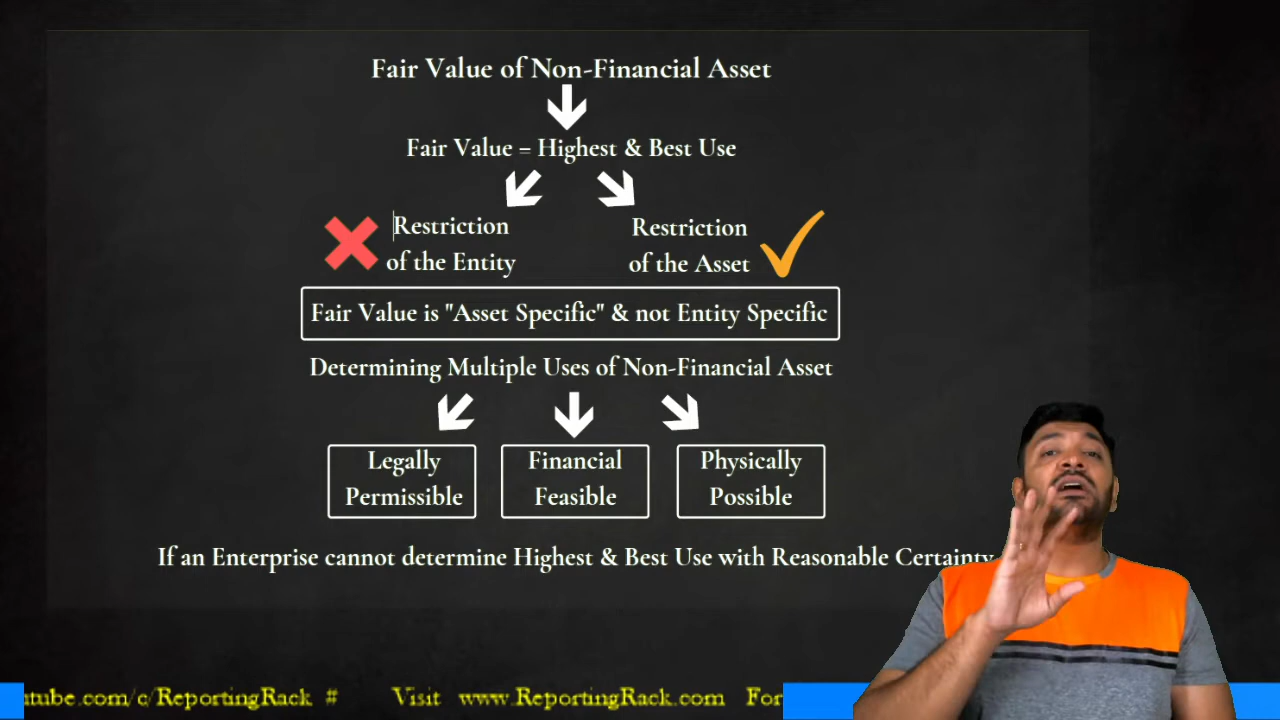 Fair Value of Non-Financial Asset
Fair Value = Highest & Best Use
Restriction
of the Entity
Restriction
of the Asset
Fair Value is "Asset Specific" & not Entity Specific
Determining Multiple Uses of Non-Financial Asset
Legally
Permissible
Financial
Feasible
Physically
Possible
If an Enterprise cannot determine Highest & Best Use with Reasonable Certainty
utube.com/c/ReportingRack # Visit www.ReportingRack.com For